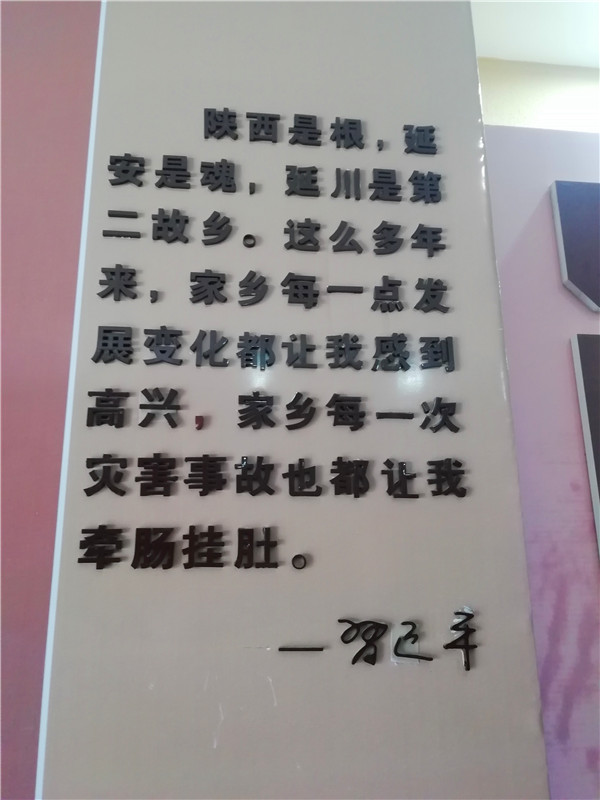 陕西是根，延
安是魂，延川是第
二故乡。这么多年
来，家乡每一点发
展变化都让我感到
高兴，家乡每一次
灾害事故也都让我
牵肠挂肚。
—习近平